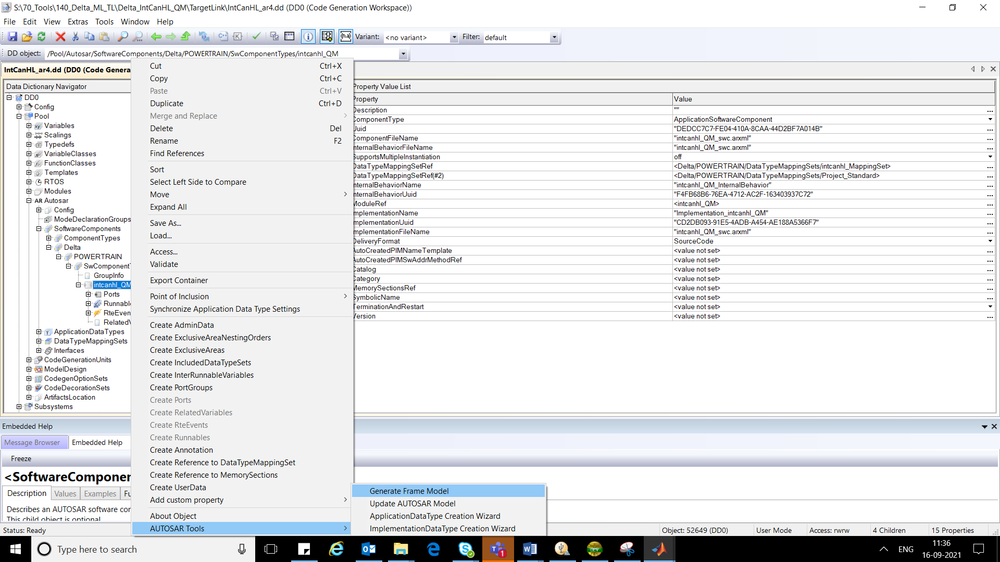 S:\70_Tools\140_Delta_ML_TL\Delta_IntCanHL_QM\TargetLink\IntCanHL_ar4.dd (DD0 (Code Generation Workspace))
File Edit View Extras Tools Window Help
Variant: <no variant> Filter: default
DD object: /Pool/Autosar/SoftwareComponents/Delta/POWERTRAIN/SwComponentTypes/intcanhl_QM
IntCanHL_ar4.dd (DD0 (Code Genera
Data Dictionary Navigator
DD0
Config
Pool
Variables
Scalings
Typedefs
VariableClasses
FunctionClasses
Templates
RTOS
Modules
AR Autosar
Config
ModeDeclarationGroups
SoftwareComponents
ComponentTypes
Delta
POWERTRAIN
SwComponentT
GroupInfo
intcanhl_QM
Ports
Runnabl
RteEven
RelatedV
ApplicationDataTypes
DataTypeMappingSets
Interfaces
CodeGenerationUnits
ModelDesign
CodegenOptionSets
CodeDecorationSets
ArtifactsLocation
Subsystems
Cut Ctrl+X
Copy Ctrl+C
Paste Ctrl+V
Duplicate Ctrl+D
Merge and Replace
Delete Del
Rename F2
Find References
Sort
Select Left Side to Compare
Move
Expand All
Save As...
Load...
Access...
Validate
Export Container
Point of Inclusion
Synchronize Application Data Type Settings
Create AdminData
Create ExclusiveAreaNestingOrders
Create ExclusiveAreas
Create IncludedDataTypeSets
Create InterRunnableVariables
Create PortGroups
Create Ports
Create RelatedVariables
Create RteEvents
Create Runnables
Create Annotation
Create Reference to DataTypeMappingSet
Create Reference to MemorySections
Create UserData
Add custom property
About Object
AUTOSAR Tools
Generate Frame Model
Update AUTOSAR Model
ApplicationDataType Creation Wizard
ImplementationDataType Creation Wizard
Property Value List
Property Value
Description ""
ComponentType ApplicationSoftwareComponent
Uuid "DEDCC7C7-FE04-410A-8CAA-44D2BF7A014B"
ComponentFileName "intcanhl_QM_swc.arxml"
nternalBehaviorFileName "intcanhl_QM_swc.arxml"
SupportsMultipleInstantiation off
DataTypeMappingSetRef <Delta/POWERTRAIN/DataTypeMappingSets/intcanhl_MappingSet>
DataTypeMappingSetRef(#2) <Delta/POWERTRAIN/DataTypeMappingSets/Project_Standard>
nternalBehaviorName "intcanhl_QM_InternalBehavior"
nternalBehaviorUuid "F4FB68B6-76EA-4712-AC2F-163403937C72"
ModuleRef <intcanhl_QM>
mplementationName "Implementation_intcanhl_QM"
mplementationUuid "CD2DB093-91E5-4ADB-A454-AE188A5366F7"
mplementationFileName "intcanhl_QM_swc.arxml"
DeliveryFormat SourceCode
AutoCreatedPIMNameTemplate <value not set>
AutoCreatedPIMSwAddrMethodRef <value not set>
Catalog <value not set>
Category <value not set>
MemorySectionsRef <value not set>
SymbolicName <value not set>
TerminationAndRestart <value not set>
Version <value not set>
Embedded Help
Message Browser Embedded Help
Freeze
<SoftwareComponen
Description Values Examples Fu
Describes an AUTOSAR software cor
This child object is optional
Status: Ready
Object: 52649 (DD0) User Mode Access: rwrw 4 Children 15 Properties
Type here to search
1
ENG
11:36
16-09-2021